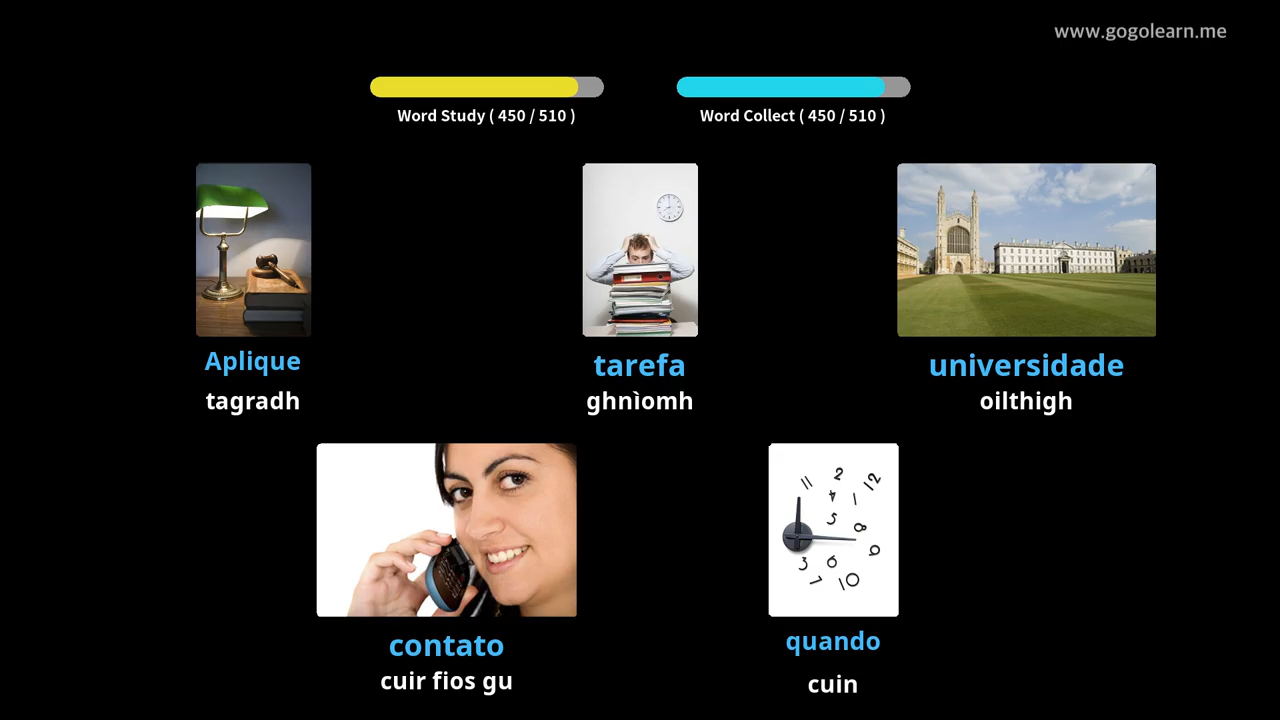 www.gogolearn.me
Word Study ( 450 / 510 )
Word Collect ( 450 / 510 )
Aplique
tagradh
tarefa
ghnìomh
universidade
oilthigh
contato
cuir fios gu
quando
cuin